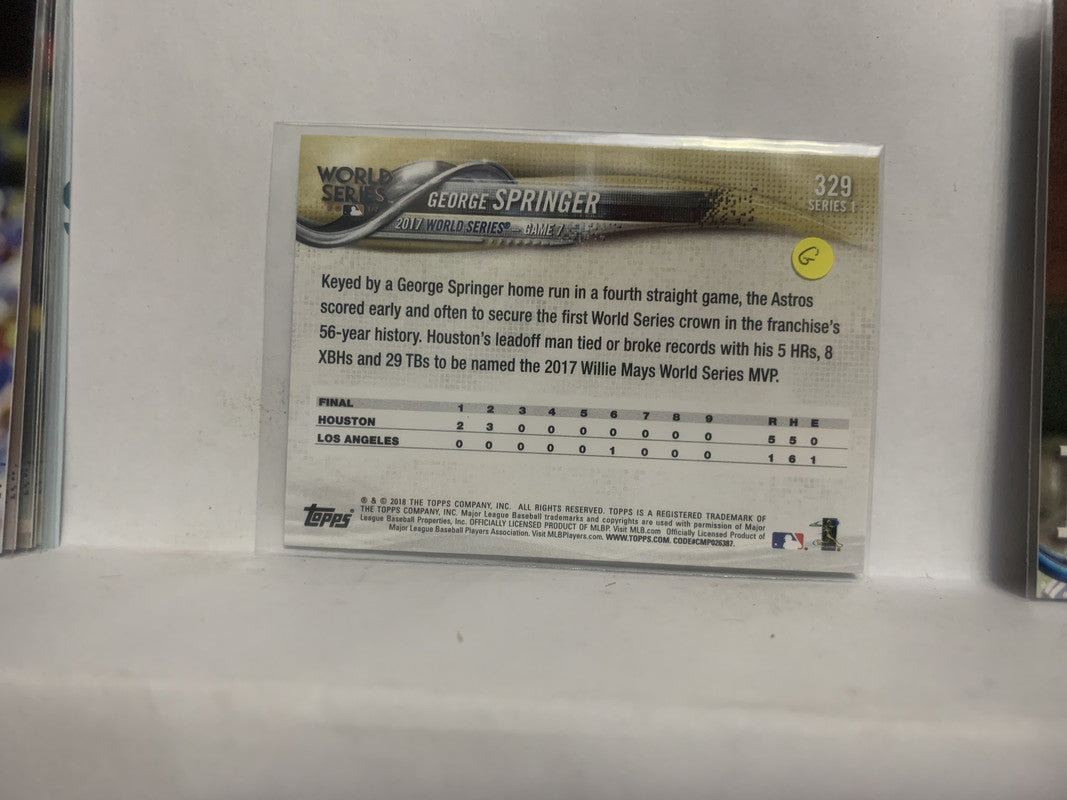 WORLD SERIES
GEORGE SPRINGER
2017 WORLD SERIES® GAME 7
329
SERIES 1
G
Keyed by a George Springer home run in a fourth straight game, the Astros
scored early and often to secure the first World Series crown in the franchise's
56-year history. Houston's leadoff man tied or broke records with his 5 HRs, 8
XBHs and 29 TBs to be named the 2017 Willie Mays World Series MVP.
FINAL 1 2 3 4 5 6 7 8 9 R H E
HOUSTON 2 3 0 0 0 0 0 0 0 5 5 0
LOS ANGELES 0 0 0 0 0 1 0 0 0 1 6 1
Topps
® & © 2018 THE TOPPS COMPANY, INC. ALL RIGHTS RESERVED. TOPPS IS A REGISTERED TRADEMARK OF
THE TOPPS COMPANY, INC. Major League Baseball trademarks and copyrights are used with permission of Major
League Baseball Properties, Inc. OFFICIALLY LICENSED PRODUCT OF MLBP. Visit MLB.com Officially Licensed Product of
Major League Baseball Players Association. Visit MLBPlayers.com. WWW.TOPPS.COM. CODE#CMP026387.